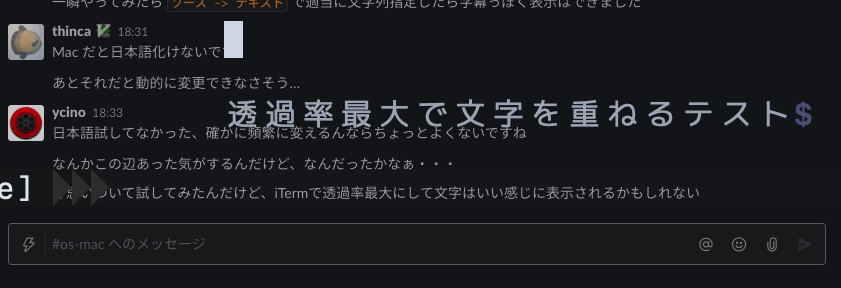 一瞬やってみたら ソース -> テキスト で適当に文字列指定したら字幕っぽく表示はできました
thinca 18:31
Mac だと日本語化けないで
あとそれだと動的に変更できなさそう…
ycino 18:33
透過率最大で文字を重ねるテスト$
日本語試してなかった、確かに頻繁に変えるんならちょっとよくないですね
なんかこの辺あった気がするんだけど、なんだったかなぁ・・・
e]
ついて試してみたんだけど、iTermで透過率最大にして文字はいい感じに表示されるかもしれない
#os-mac へのメッセージ